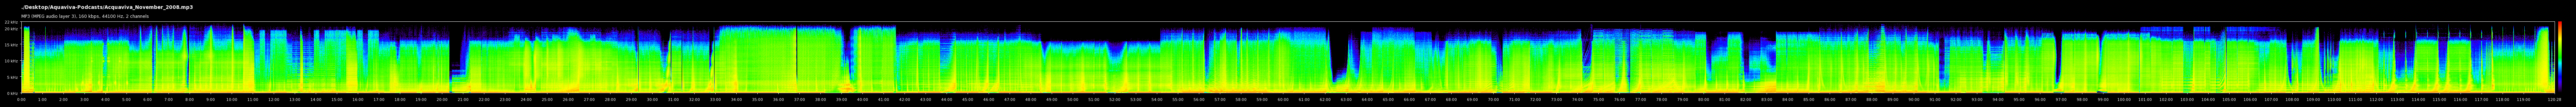 ./Desktop/Aquaviva-Podcasts/Acquaviva_November_2008.mp3
MP3 (MPEG audio layer 3), 160 kbps, 44100 Hz, 2 channels
22 kHz
20 kHz
15 kHz
10 kHz
5 kHz
0 kHz
0:00 1:00 2:00 3:00 4:00 5:00 6:00 7:00 8:00 9:00 10:00 11:00 12:00 13:00 14:00 15:00 16:00 17:00 18:00 19:00 20:00 21:00 22:00 23:00 24:00 25:00 26:00 27:00 28:00 29:00 30:00 31:00 32:00 33:00 34:00 35:00 36:00 37:00 38:00 39:00 40:00 41:00 42:00 43:00 44:00 45:00 46:00 47:00 48:00 49:00 50:00 51:00 52:00 53:00 54:00 55:00 56:00 57:00 58:00 59:00 60:00 61:00 62:00 63:00 64:00 65:00 66:00 67:00 68:00 69:00 70:00 71:00 72:00 73:00 74:00 75:00 76:00 77:00 78:00 79:00 80:00 81:00 82:00 83:00 84:00 85:00 86:00 87:00 88:00 89:00 90:00 91:00 92:00 93:00 94:00 95:00 96:00 97:00 98:00 99:00 100:00 101:00 102:00 103:00 104:00 105:00 106:00 107:00 108:00 109:00 110:00 111:00 112:00 113:00 114:00 115:00 116:00 117:00 118:00 119:00